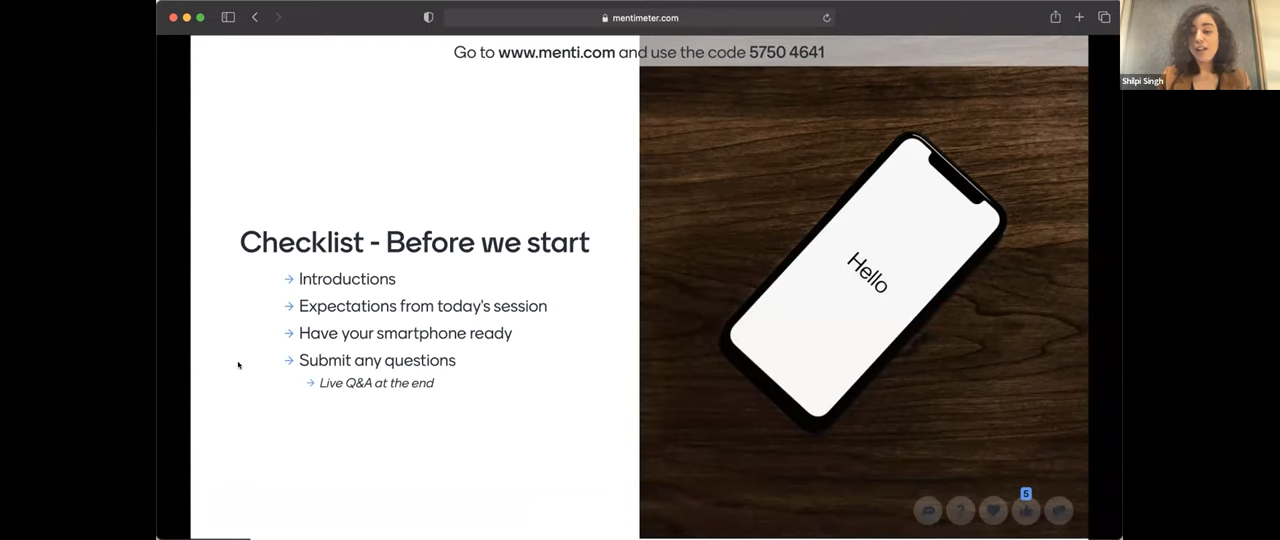 mentimeter.com
Go to www.menti.com and use the code 5750 4641
Shilpi Singh
Checklist - Before we start
→ Introductions
→ Expectations from today's session
→ Have your smartphone ready
→ Submit any questions
→ Live Q&A at the end
Hello
?
5